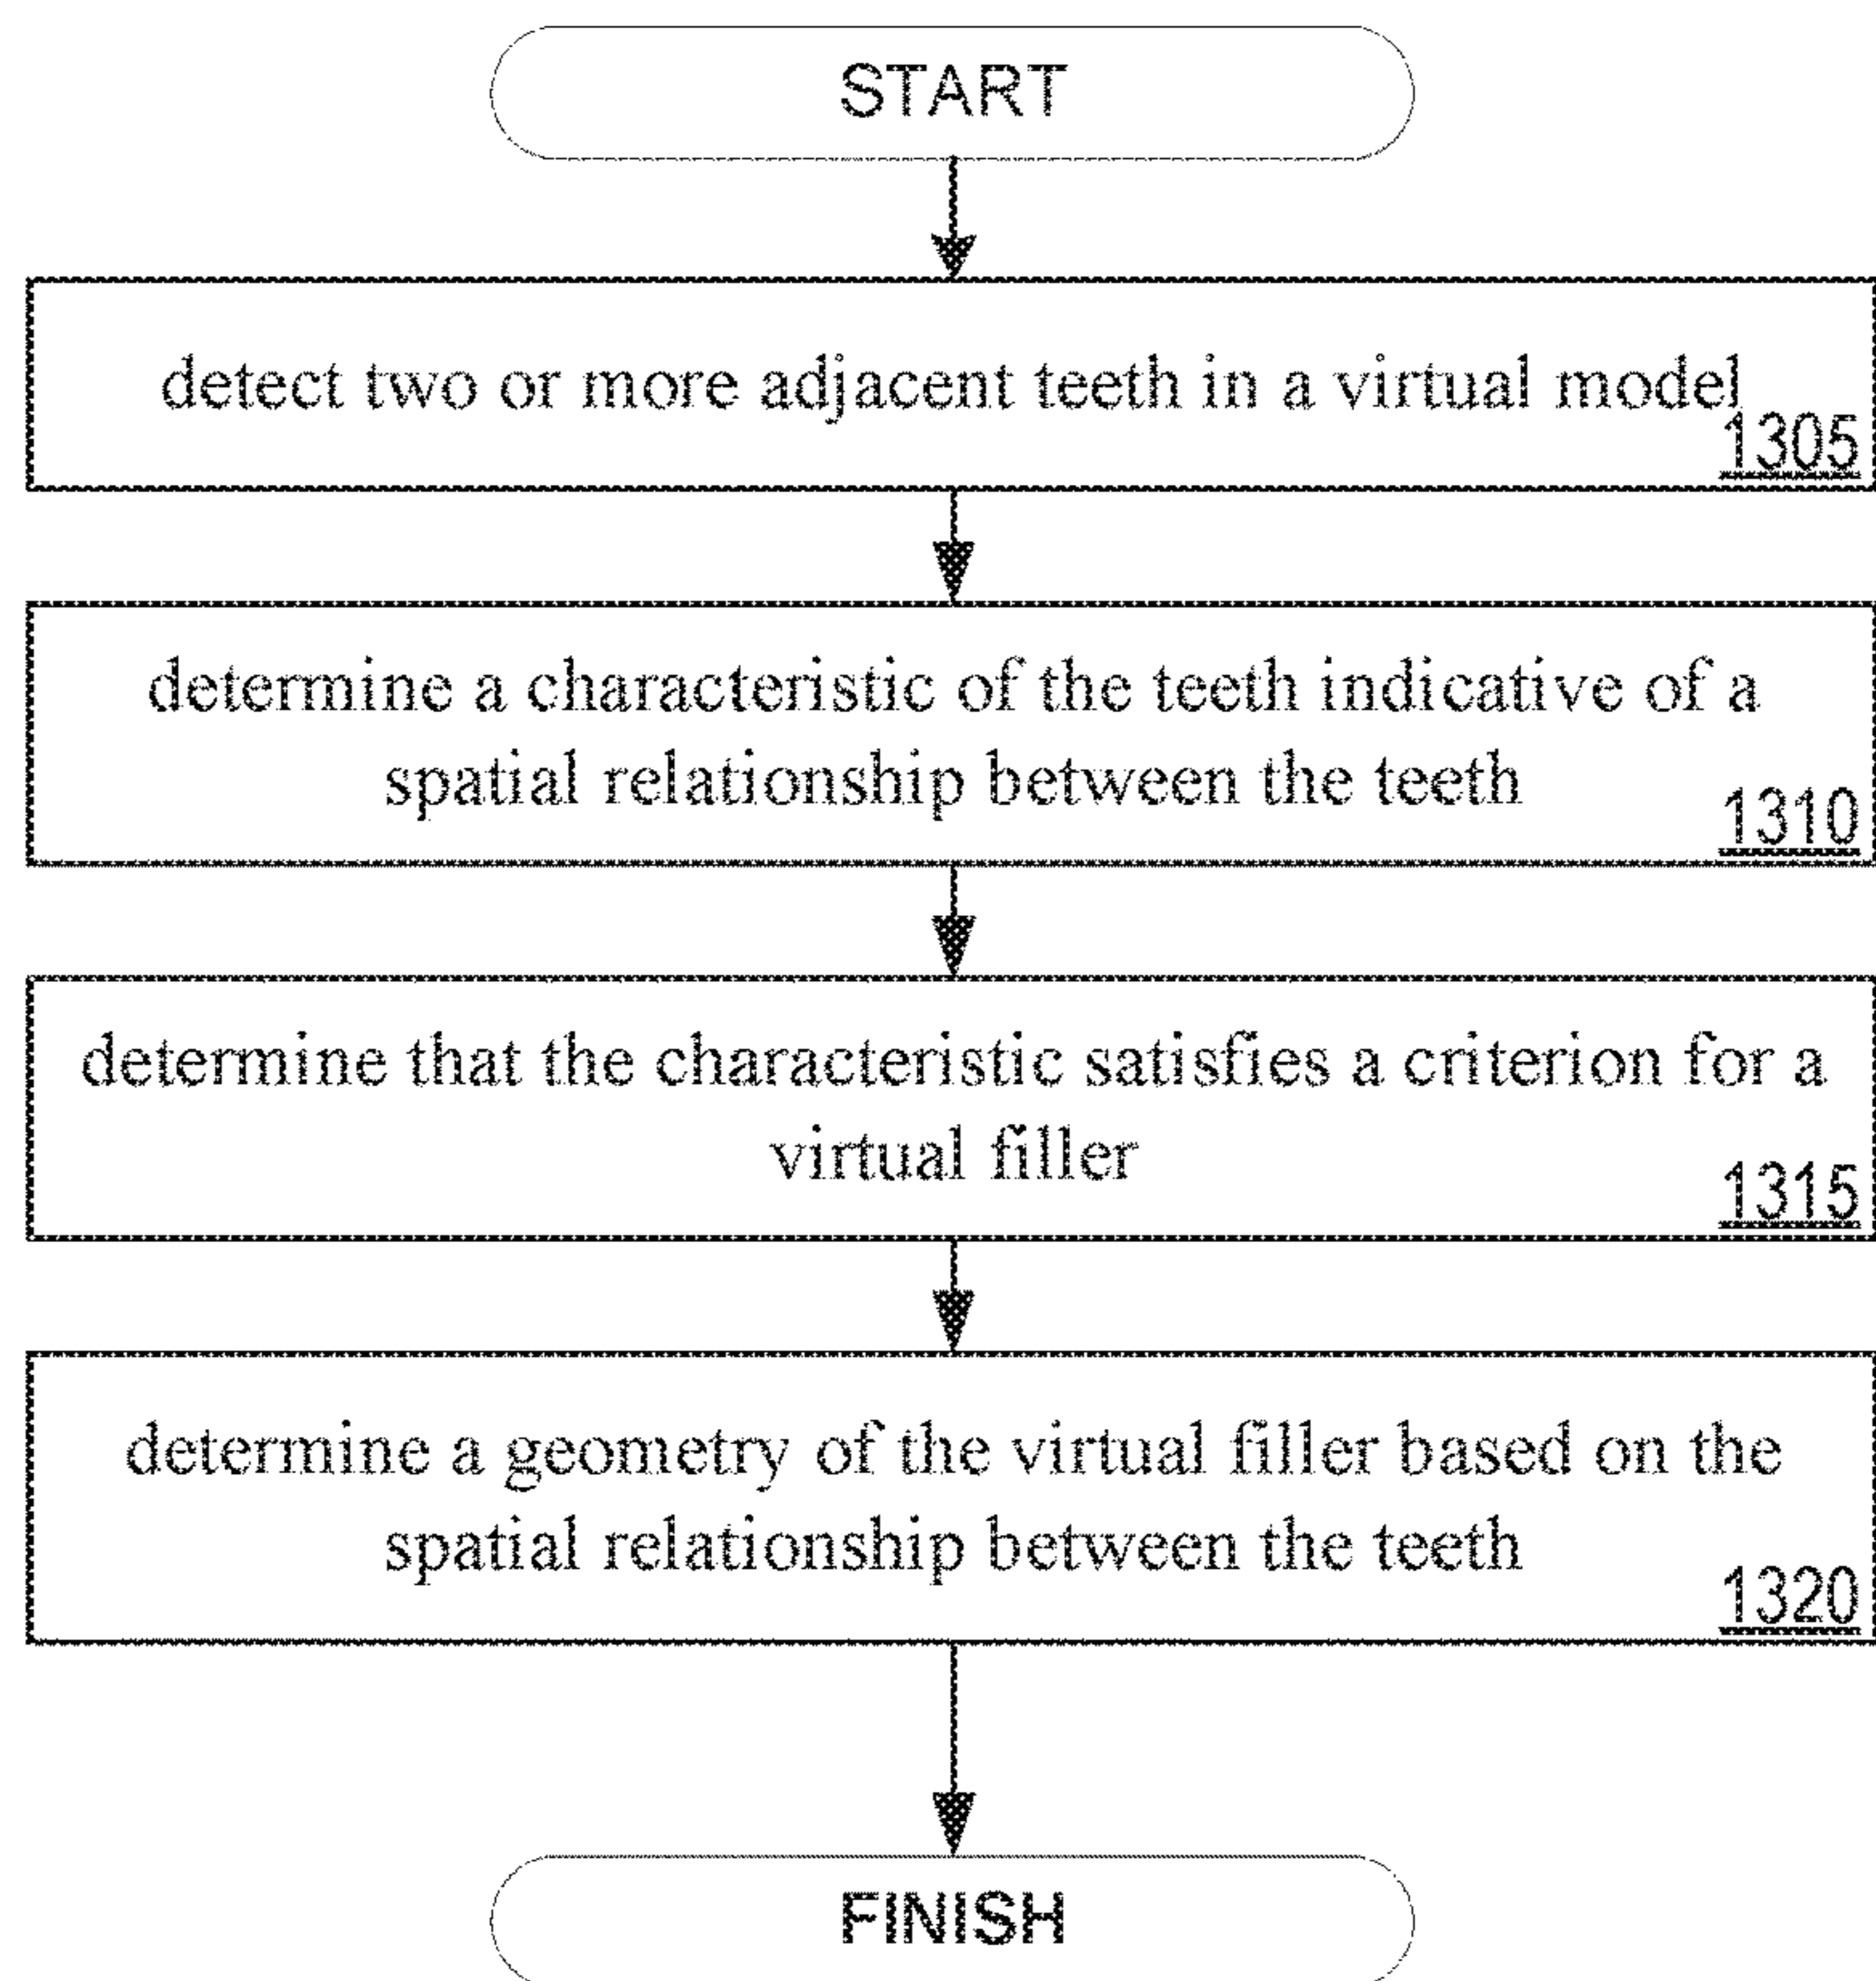 START
detect two or more adjacent teeth in a virtual model
1305
determine a characteristic of the teeth indicative of a
spatial relationship between the teeth
1310
determine that the characteristic satisfies a criterion for a
virtual filler
1315
determine a geometry of the virtual filler based on the
spatial relationship between the teeth
1320
FINISH